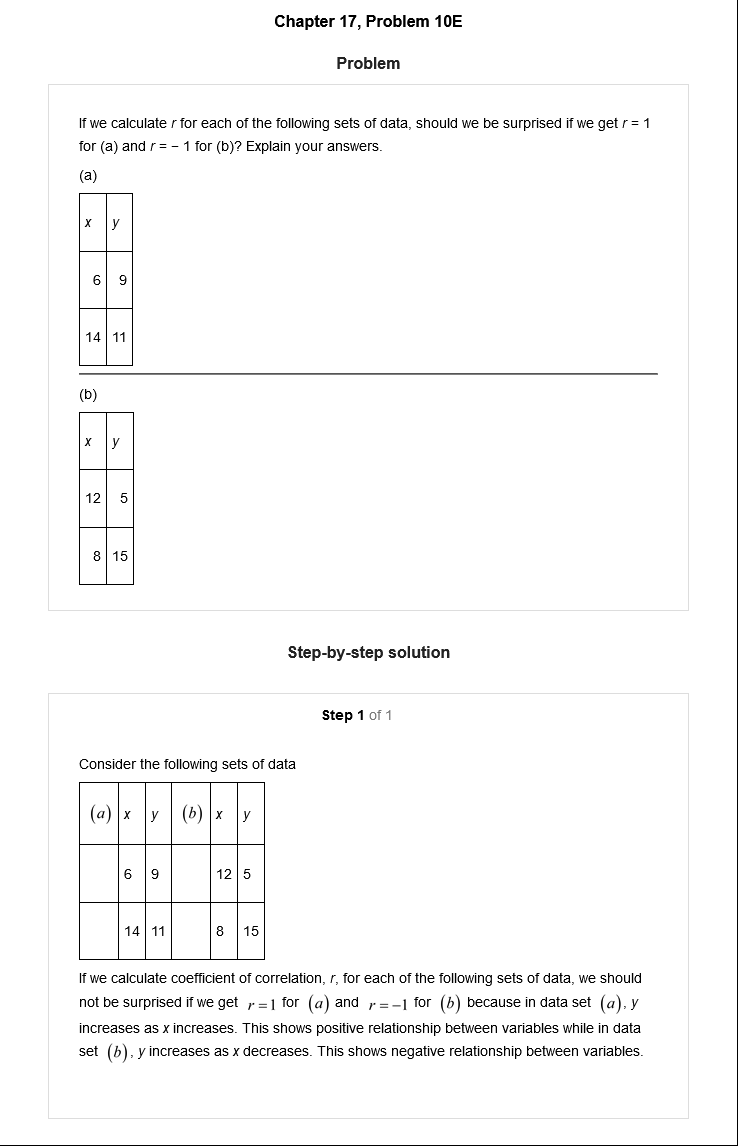 Chapter 17, Problem 10E
Problem
If we calculate r for each of the following sets of data, should we be surprised if we get r = 1
for (a) and r = − 1 for (b)? Explain your answers.
(a)
x y
6 9
14 11
(b)
x y
12 5
8 15
Step-by-step solution
Step 1 of 1
Consider the following sets of data
(a) x y (b) x y
6 9 12 5
14 11 8 15
If we calculate coefficient of correlation, r, for each of the following sets of data, we should
not be surprised if we get r = 1 for (a) and r = −1 for (b) because in data set (a), y
increases as x increases. This shows positive relationship between variables while in data
set (b), y increases as x decreases. This shows negative relationship between variables.